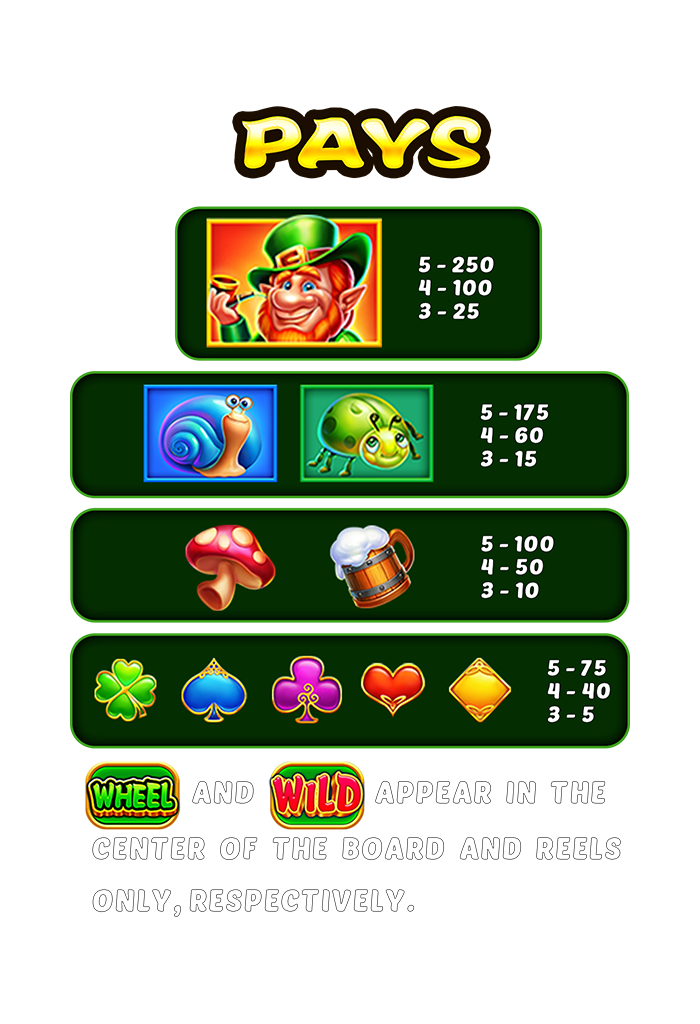 PAYS
5 - 250
4 - 100
3 - 25
5 - 175
4 - 60
3 - 15
5 - 100
4 - 50
3 - 10
5 - 75
4 - 40
3 - 5
WHEEL AND WILD APPEAR IN THE
CENTER OF THE BOARD AND REELS
ONLY, RESPECTIVELY.